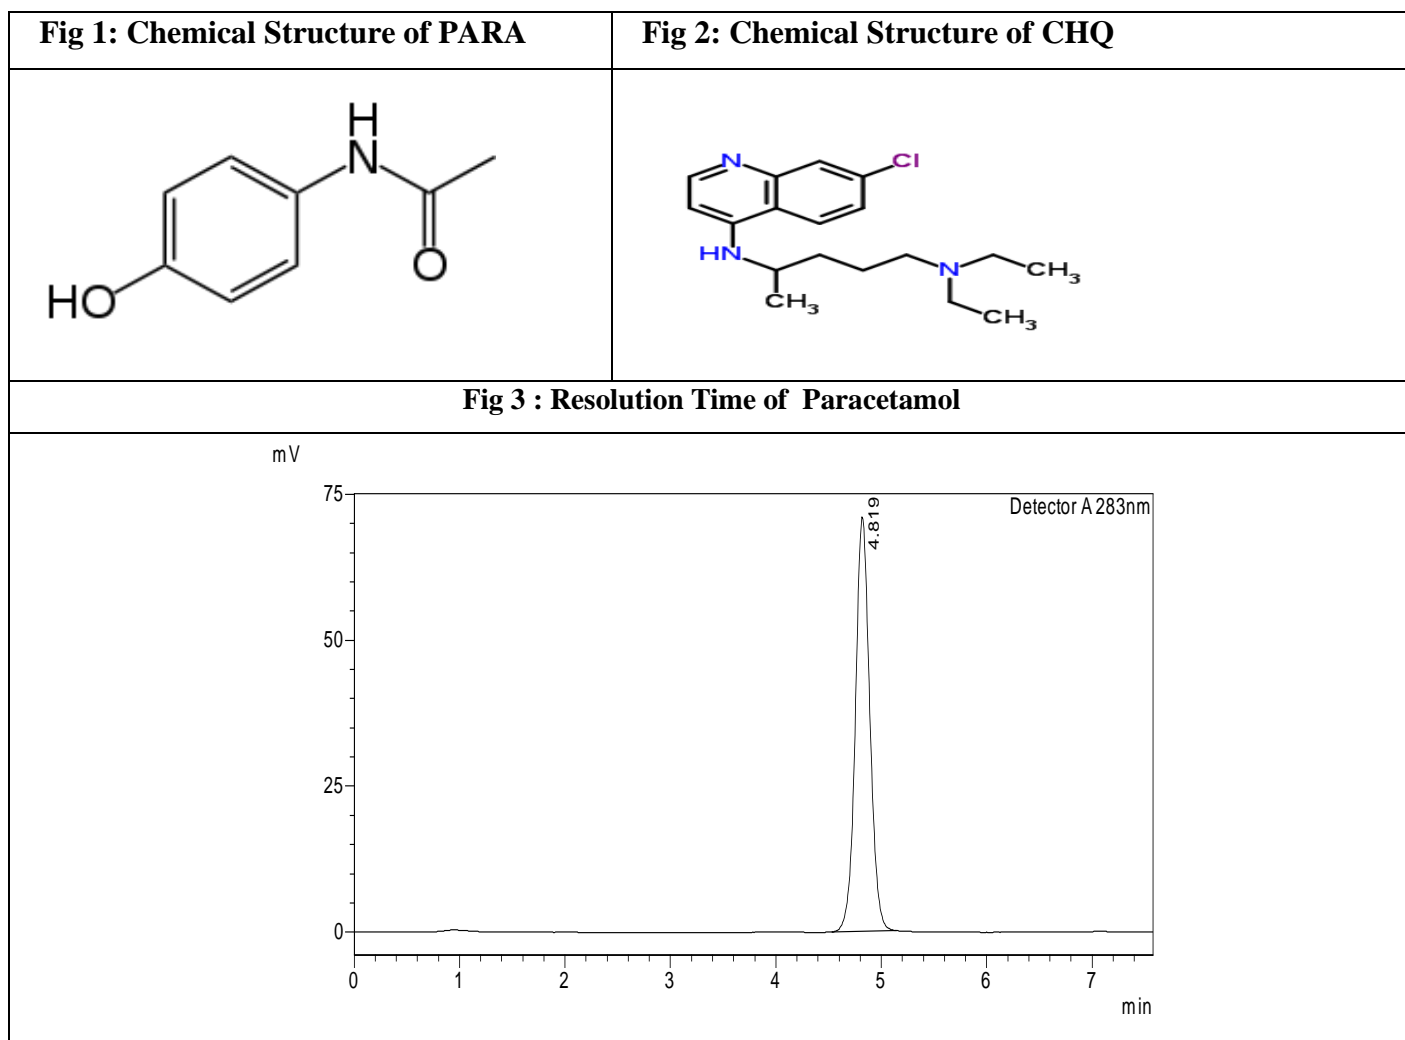 Fig 1: Chemical Structure of PARA
Fig 2: Chemical Structure of CHQ
H
N
O
HO
N
Cl
HN
N
CH3
CH3
CH3
Fig 3 : Resolution Time of Paracetamol
mV
75
Detector A 283nm
4.819
50
25
0
0 1 2 3 4 5 6 7
min